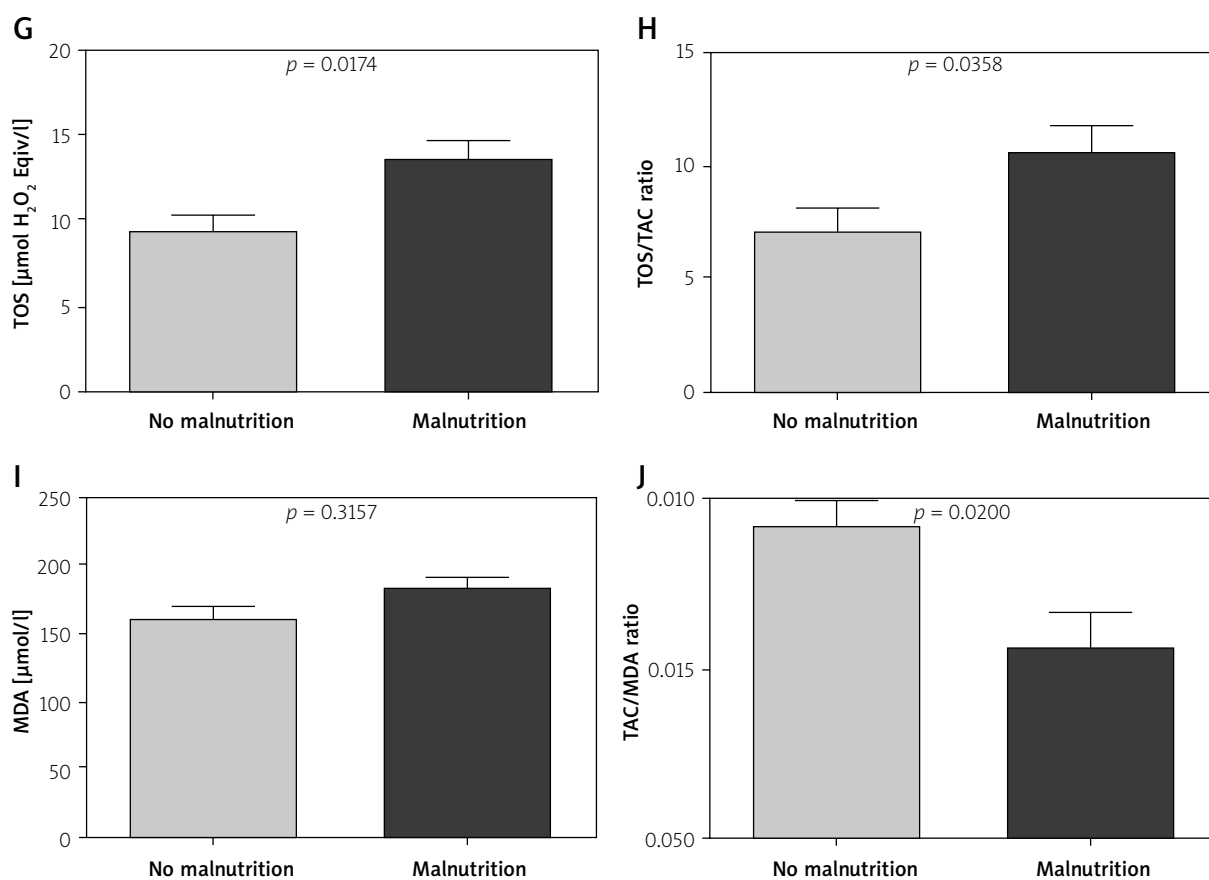 G
20
15
10
5
0
TOS [µmol H₂O₂ Eqiv/l]
p = 0.0174
No malnutrition
Malnutrition
H
15
10
5
0
TOS/TAC ratio
p = 0.0358
No malnutrition
Malnutrition
I
250
200
150
100
50
0
MDA [µmol/l]
p = 0.3157
No malnutrition
Malnutrition
J
0.010
0.015
0.050
TAC/MDA ratio
p = 0.0200
No malnutrition
Malnutrition